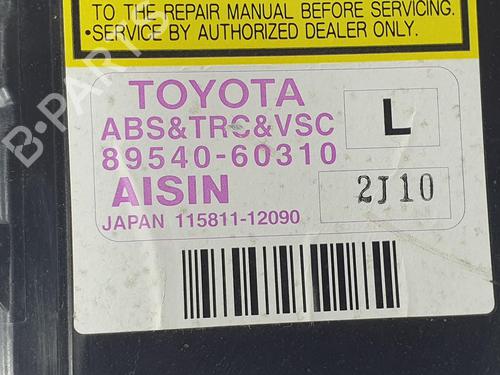 TO THE REPAIR MANUAL BEFORE SERVICING.
•SERVICE BY AUTHORIZED DEALER ONLY.
TOYOTA
ABS&TRC&VSC L
89540-60310
AISIN 2J10
JAPAN 115811-12090
B-PARTS